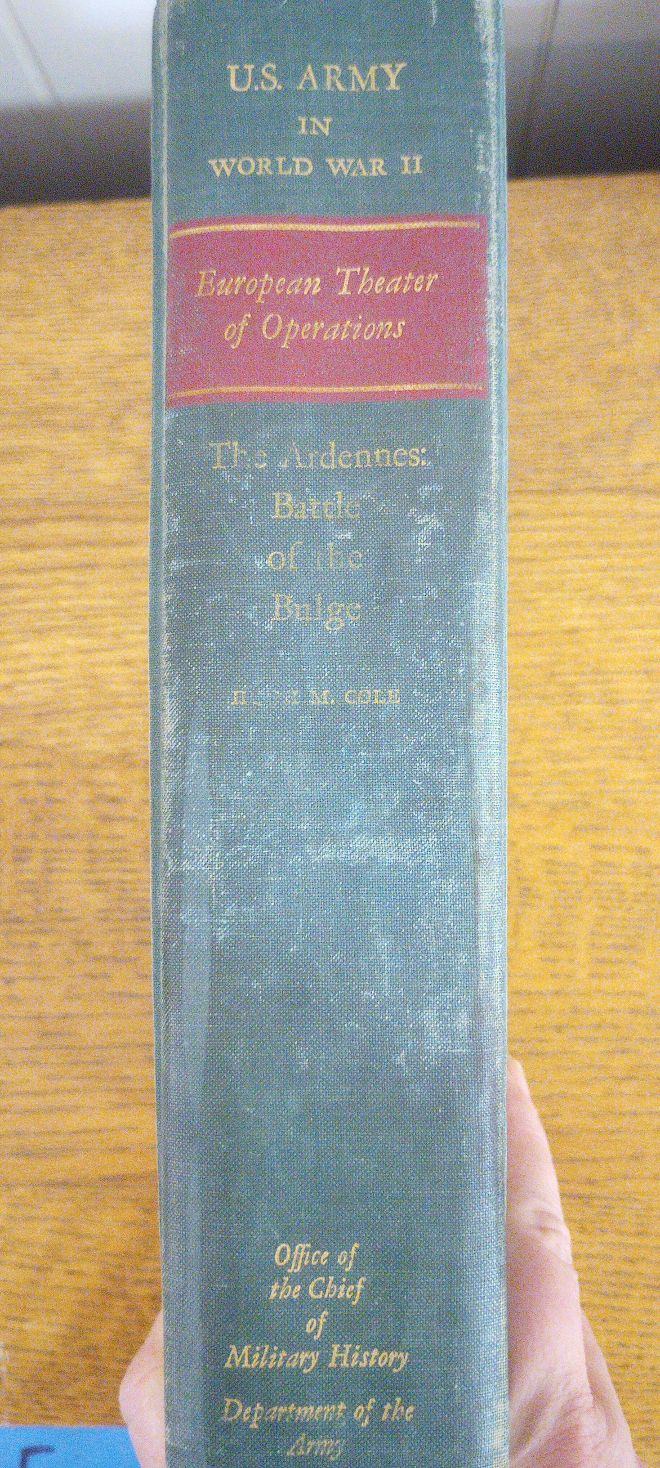 U.S. ARMY
IN
WORLD WAR II
European Theater
of Operations
The Ardennes:
Battle
of the
Bulge
HUGH M. COLE
Office of
the Chief
of
Military History
Department of the
Army